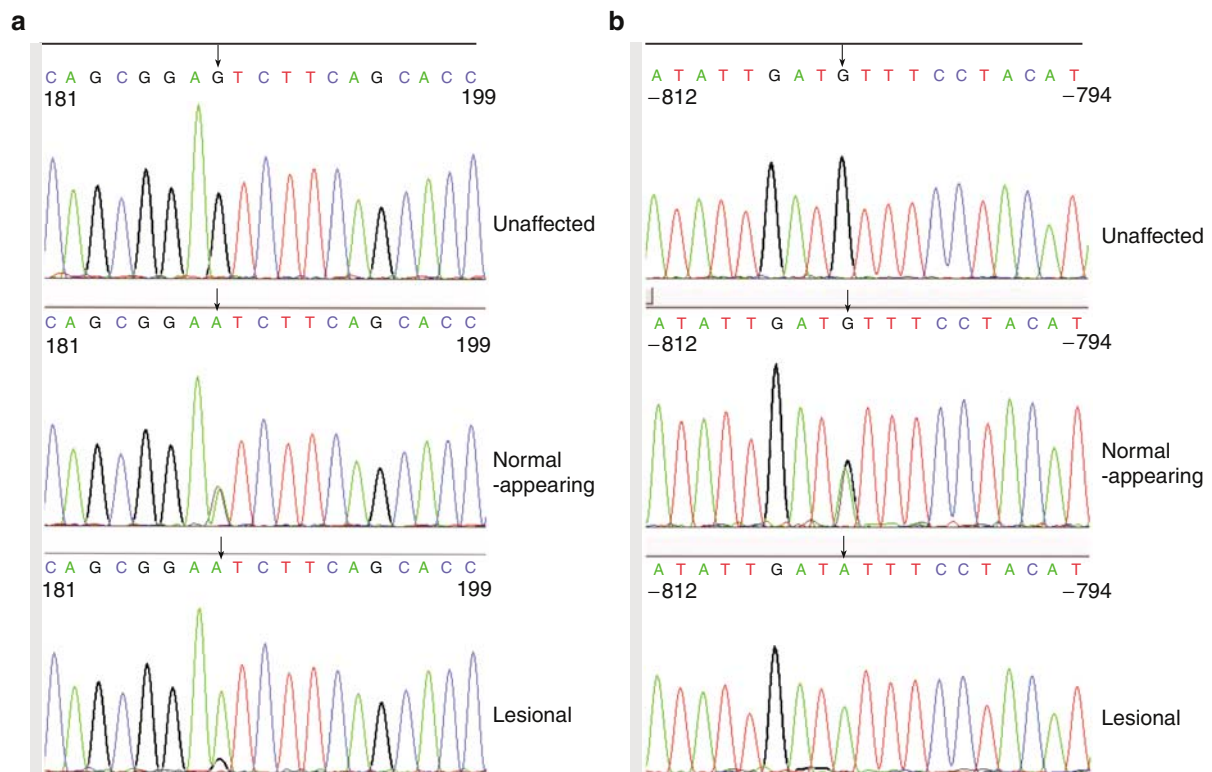 a
C A G C G G A G T C T T C A G C A C C
181 199
Unaffected
C A G C G G A A T C T T C A G C A C C
181 199
Normal
-appearing
C A G C G G A A T C T T C A G C A C C
181 199
Lesional
b
A T A T T G A T G T T T C C T A C A T
−812 −794
Unaffected
A T A T T G A T G T T T C C T A C A T
−812 −794
Normal
-appearing
A T A T T G A T A T T T C C T A C A T
−812 −794
Lesional